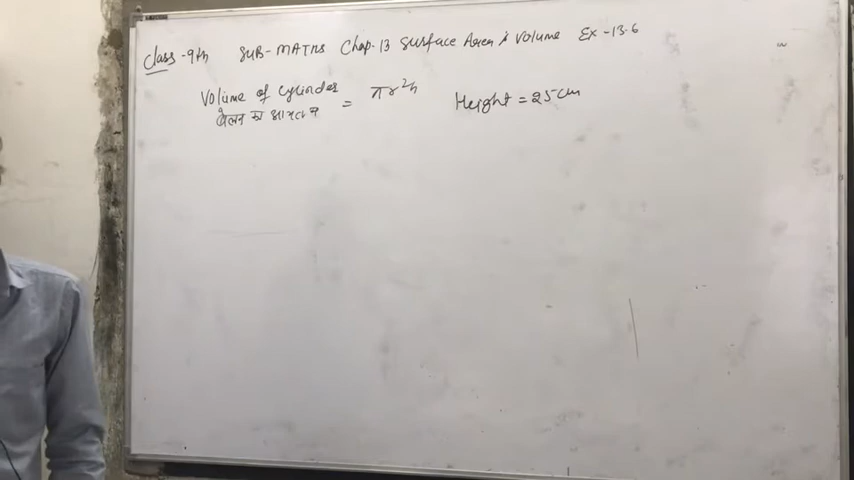 Class-9th SUB-MATHS Chap-13 Surface Area & Volume Ex-13.6
Volume of cylinder = πr²h Height = 25cm
बेलन का आयतन